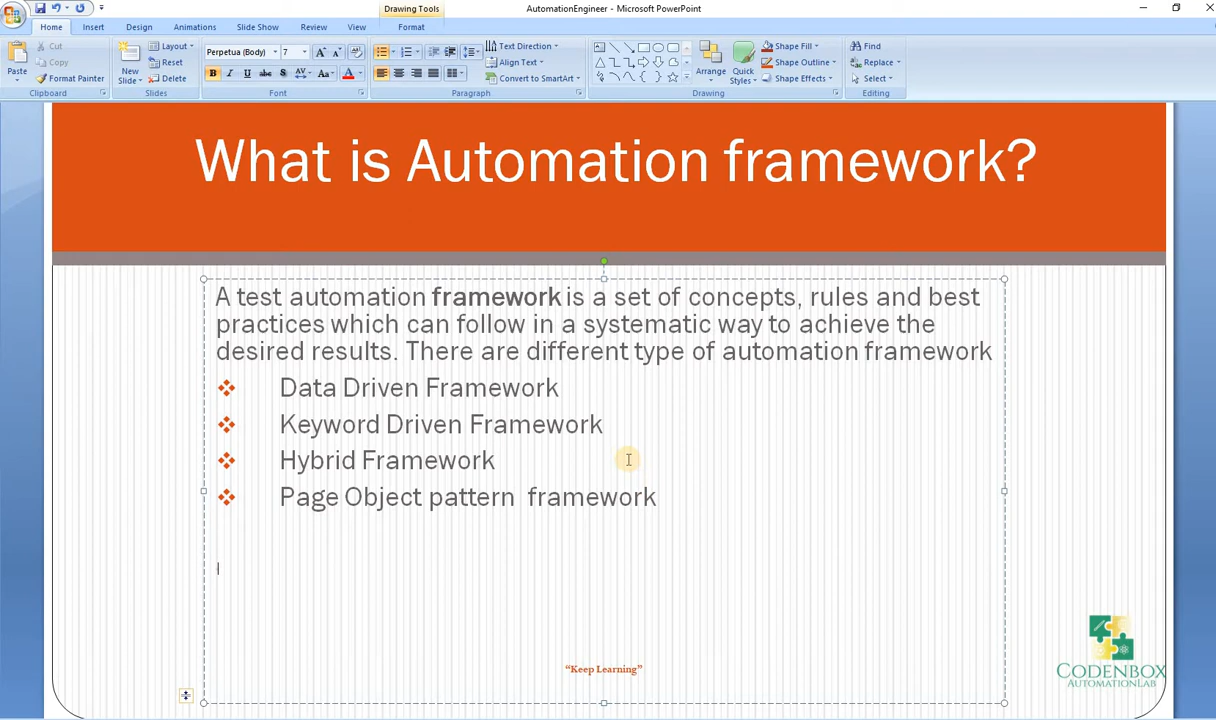 Drawing Tools
AutomationEngineer - Microsoft PowerPoint
Home Insert Design Animations Slide Show Review View Format
Cut Layout Perpetua (Body) 7 Text Direction Shape Fill Find
Copy Reset Align Text Shape Outline Replace
Paste Format Painter New Slide Delete B I U abc S AV Aa A Convert to SmartArt Arrange Quick Styles Shape Effects Select
Clipboard Slides Font Paragraph Drawing Editing
What is Automation framework?
A test automation framework is a set of concepts, rules and best
practices which can follow in a systematic way to achieve the
desired results. There are different type of automation framework
Data Driven Framework
Keyword Driven Framework
Hybrid Framework
Page Object pattern framework
“Keep Learning”
CODENBOX
AUTOMATIONLAB